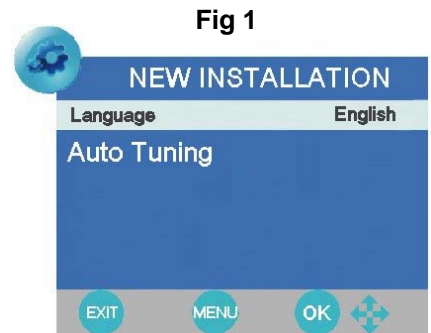 Fig 1
NEW INSTALLATION
Language English
Auto Tuning
EXIT MENU OK